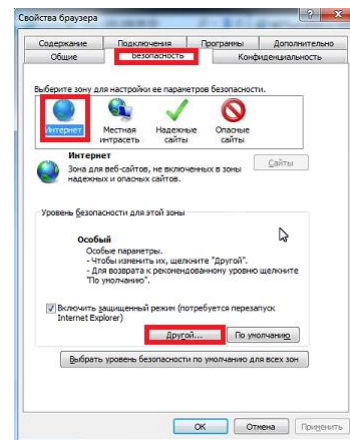 Свойства браузера
Содержание Подключения Программы Дополнительно
Общие Безопасность Конфиденциальность
Выберите зону для настройки ее параметров безопасности.
Интернет Местная интрасеть Надежные сайты Опасные сайты
Интернет
Зона для веб-сайтов, не включенных в зоны
надежных и опасных сайтов.
Сайты
Уровень безопасности для этой зоны
Особый
Особые параметры.
- Чтобы изменить их, щелкните "Другой".
- Для возврата к рекомендованному уровню щелкните
"По умолчанию".
Включить защищенный режим (потребуется перезапуск
Internet Explorer)
Другой... По умолчанию
Выбрать уровень безопасности по умолчанию для всех зон
ОК Отмена Применить